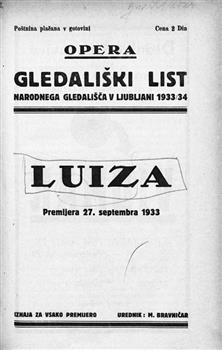 Poštnina plačana v gotovini Cena 2 Din
OPERA
GLEDALIŠKI LIST
NARODNEGA GLEDALIŠČA V LJUBLJANI 1933/34
LUIZA
Premijera 27. septembra 1933
IZHAJA ZA VSAKO PREMIJERO UREDNIK: M. BRAVNIČAR